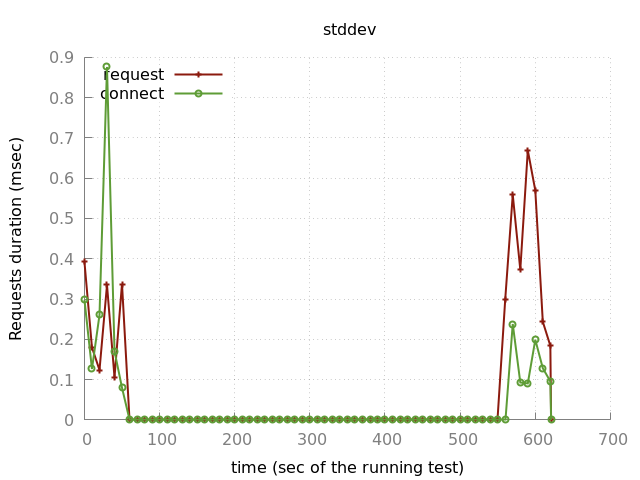 stddev
request
connect
0.9
0.8
0.7
0.6
0.5
0.4
0.3
0.2
0.1
0
0 100 200 300 400 500 600 700
Requests duration (msec)
time (sec of the running test)